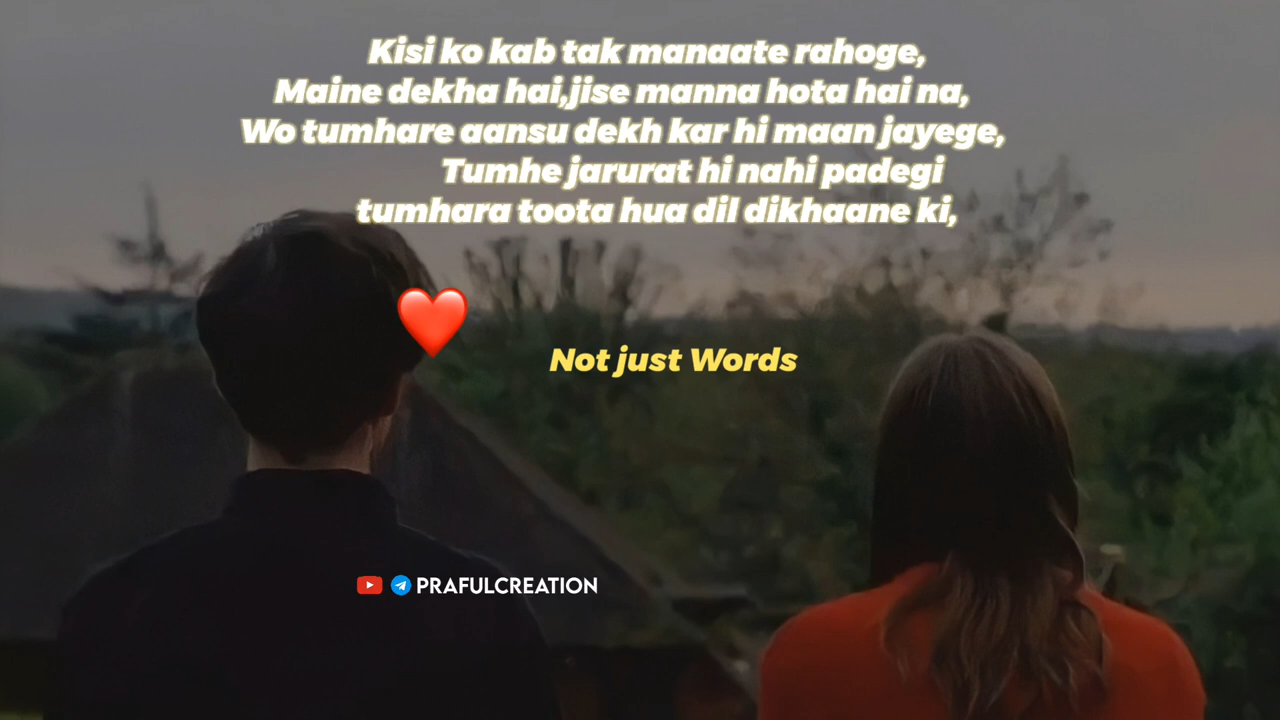 Kisi ko kab tak manaate rahoge,
Maine dekha hai,jise manna hota hai na,
Wo tumhare aansu dekh kar hi maan jayege,
Tumhe jarurat hi nahi padegi
tumhara toota hua dil dikhaane ki,
Not just Words
PRAFULCREATION